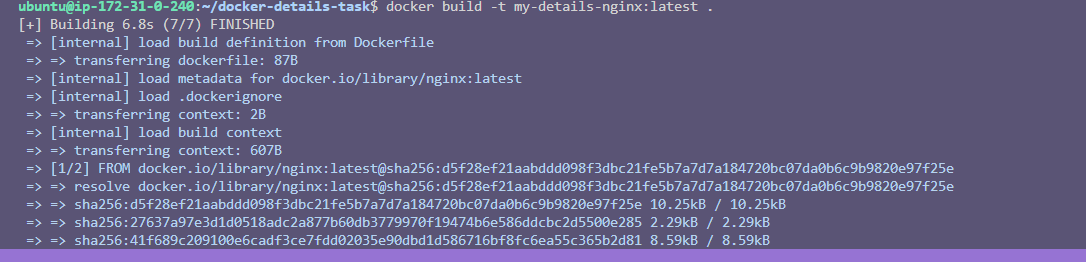 ubuntu@ip-172-31-0-240:~/docker-details-task$ docker build -t my-details-nginx:latest .
[+] Building 6.8s (7/7) FINISHED
=> [internal] load build definition from Dockerfile
=> => transferring dockerfile: 87B
=> [internal] load metadata for docker.io/library/nginx:latest
=> [internal] load .dockerignore
=> => transferring context: 2B
=> [internal] load build context
=> => transferring context: 607B
=> [1/2] FROM docker.io/library/nginx:latest@sha256:d5f28ef21aabddd098f3dbc21fe5b7a7d7a184720bc07da0b6c9b9820e97f25e
=> => resolve docker.io/library/nginx:latest@sha256:d5f28ef21aabddd098f3dbc21fe5b7a7d7a184720bc07da0b6c9b9820e97f25e
=> => sha256:d5f28ef21aabddd098f3dbc21fe5b7a7d7a184720bc07da0b6c9b9820e97f25e 10.25kB / 10.25kB
=> => sha256:27637a97e3d1d0518adc2a877b60db3779970f19474b6e586ddcbc2d5500e285 2.29kB / 2.29kB
=> => sha256:41f689c209100e6cadf3ce7fdd02035e90dbd1d586716bf8fc6ea55c365b2d81 8.59kB / 8.59kB